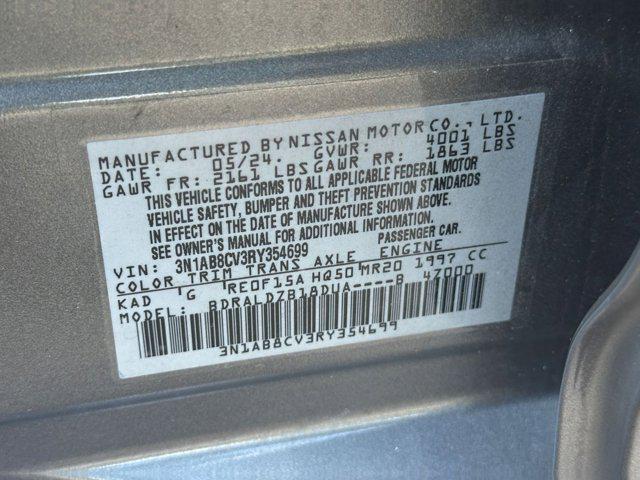 MANUFACTURED BY NISSAN MOTOR CO., LTD.
DATE: 05/24. GVWR: 4001 LBS
GAWR FR: 2161 LBS GAWR RR: 1863 LBS
THIS VEHICLE CONFORMS TO ALL APPLICABLE FEDERAL MOTOR
VEHICLE SAFETY, BUMPER AND THEFT PREVENTION STANDARDS
IN EFFECT ON THE DATE OF MANUFACTURE SHOWN ABOVE.
SEE OWNER'S MANUAL FOR ADDITIONAL INFORMATION.
VIN: 3N1AB8CV3RY354699 PASSENGER CAR.
COLOR TRIM TRANS AXLE ENGINE
KAD 'G 'RE0F15A HQ50 MR20 1997 CC
MODEL: BDRALDZB18DUA----B 4Z000
3N1AB8CV3RY354699